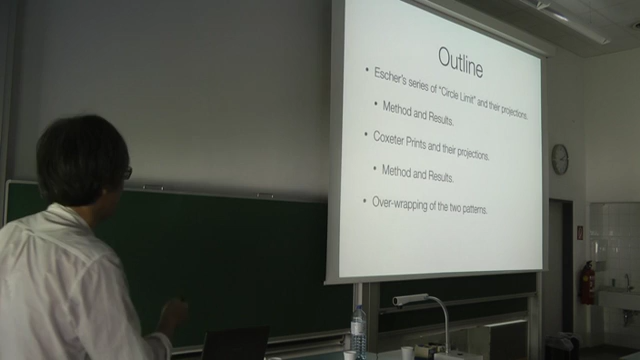 Outline
• Escher's series of "Circle Limit" and their projections.
• Method and Results.
• Coxeter Prints and their projections.
• Method and Results.
• Over-wrapping of the two patterns.